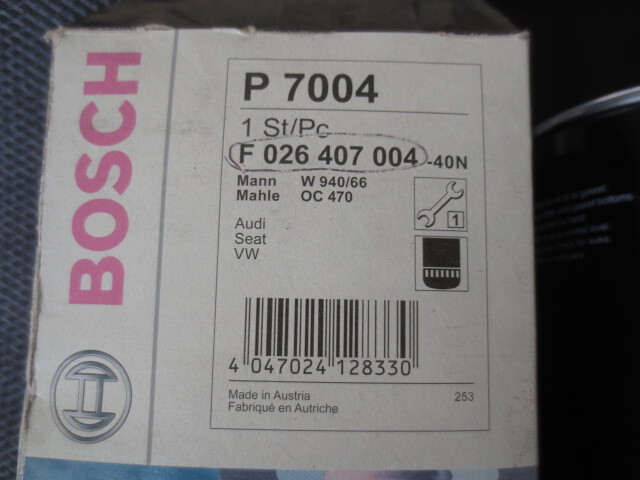 BOSCH
P 7004
1 St/Pc
F 026 407 004 -40N
Mann W 940/66
Mahle OC 470
1
Audi
Seat
VW
4 047024 128330
Made in Austria 253
Fabriqué en Autriche